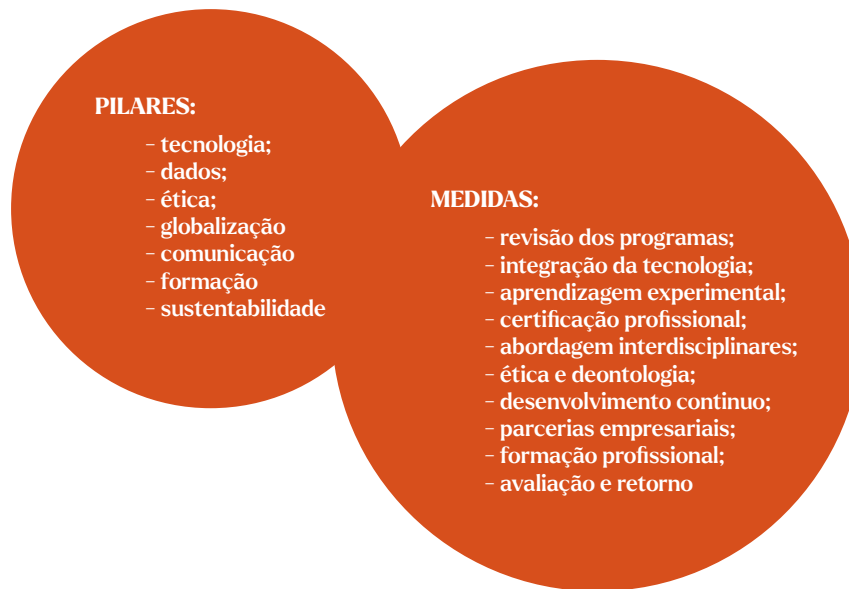 PILARES:
– tecnologia;
– dados;
– ética;
– globalização
– comunicação
– formação
– sustentabilidade
MEDIDAS:
– revisão dos programas;
– integração da tecnologia;
– aprendizagem experimental;
– certificação profissional;
– abordagem interdisciplinares;
– ética e deontologia;
– desenvolvimento continuo;
– parcerias empresariais;
– formação profissional;
– avaliação e retorno